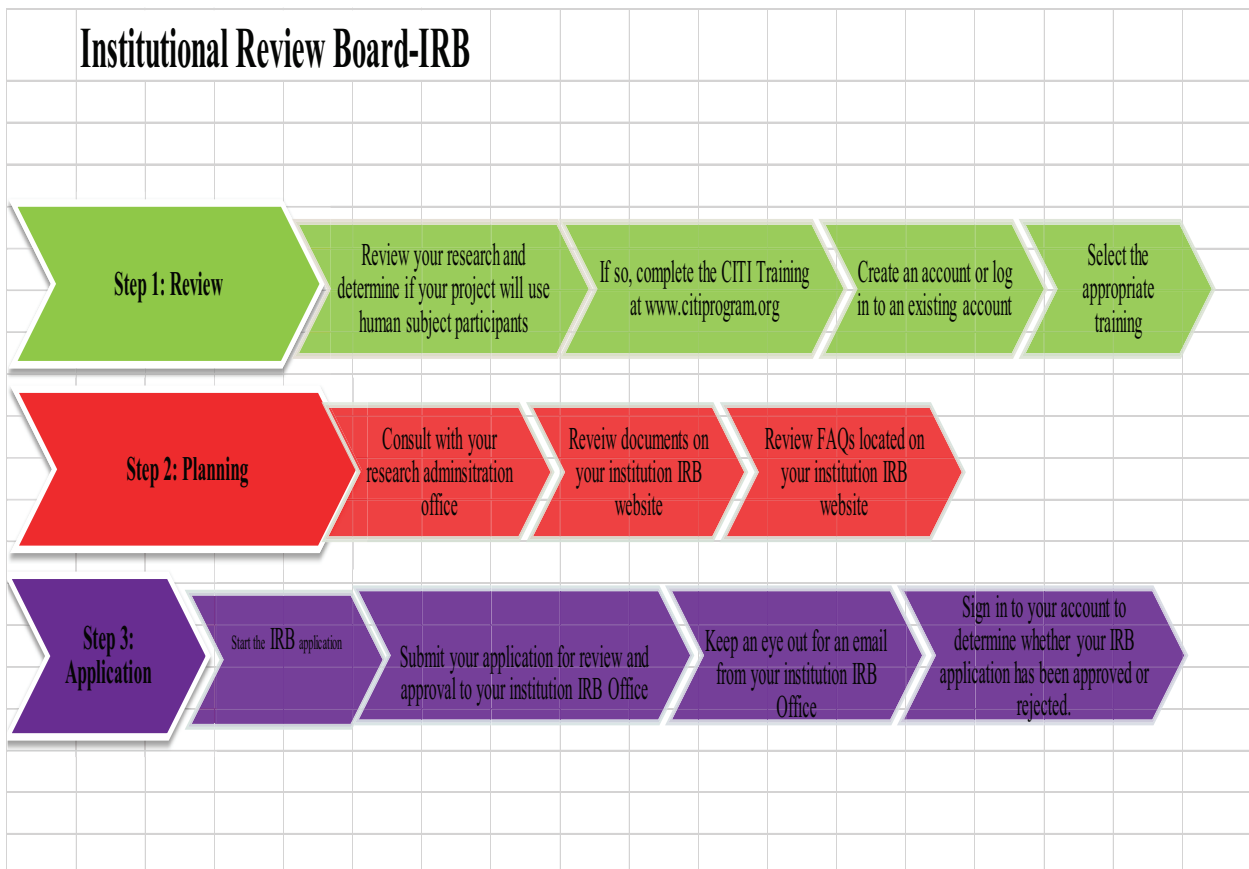 Institutional Review Board-IRB
Step 1: Review
Review your research and
determine if your project will use
human subject participants
If so, complete the CITI Training
at www.citiprogram.org
Create an account or log
in to an existing account
Select the
appropriate
training
Step 2: Planning
Consult with your
research adminsitration
office
Reveiw documents on
your institution IRB
website
Review FAQs located on
your institution IRB
website
Step 3:
Application
Start the IRB application
Submit your application for review and
approval to your institution IRB Office
Keep an eye out for an email
from your institution IRB
Office
Sign in to your account to
determine whether your IRB
application has been approved or
rejected.